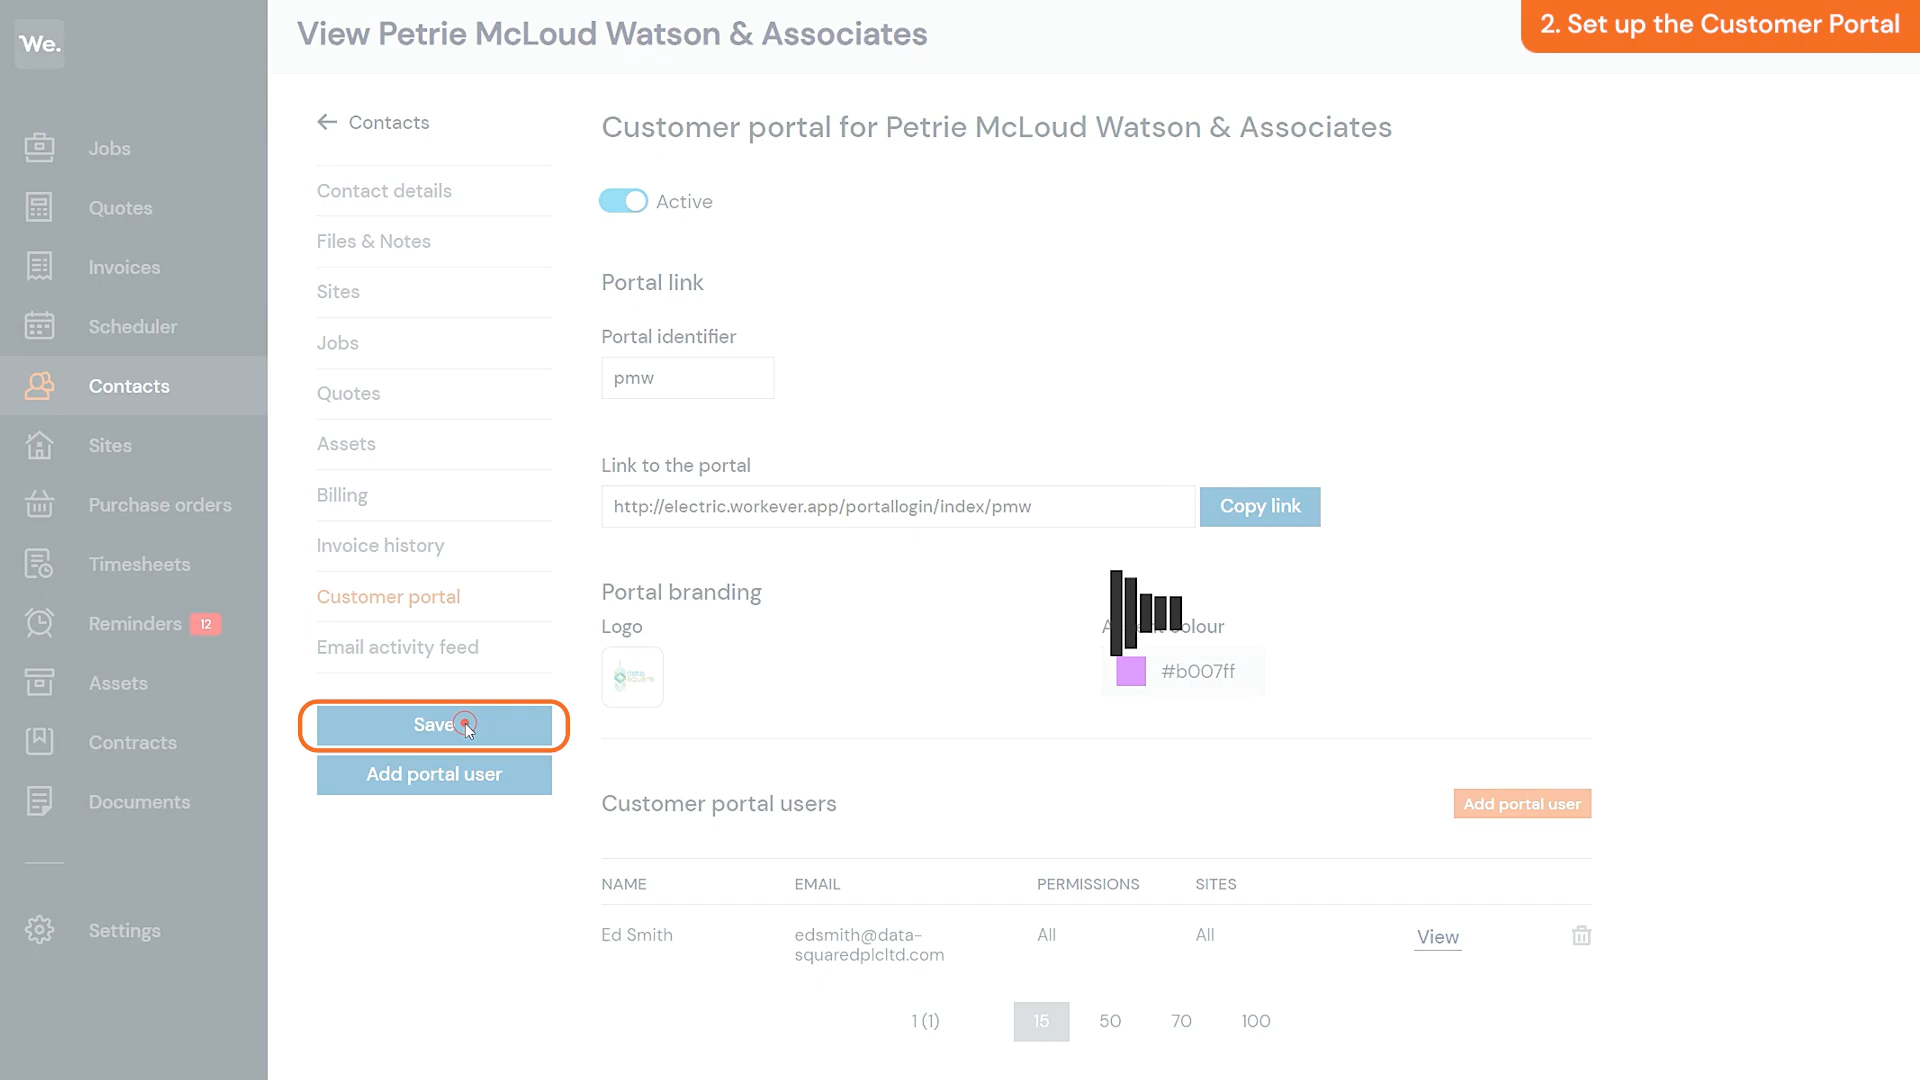 We.
View Petrie McLoud Watson & Associates
2. Set up the Customer Portal
Jobs
Quotes
Invoices
Scheduler
Contacts
Sites
Purchase orders
Timesheets
Reminders 12
Assets
Contracts
Documents
Settings
Contacts
Contact details
Files & Notes
Sites
Jobs
Quotes
Assets
Billing
Invoice history
Customer portal
Email activity feed
Save
Add portal user
Customer portal for Petrie McLoud Watson & Associates
Active
Portal link
Portal identifier
pmw
Link to the portal
http://electric.workever.app/portallogin/index/pmw
Copy link
Portal branding
Logo
data
square
colour
#b007ff
Customer portal users
Add portal user
NAME EMAIL PERMISSIONS SITES
Ed Smith edsmith@data- All All View
squaredplcltd.com
1 (1) 15 50 70 100